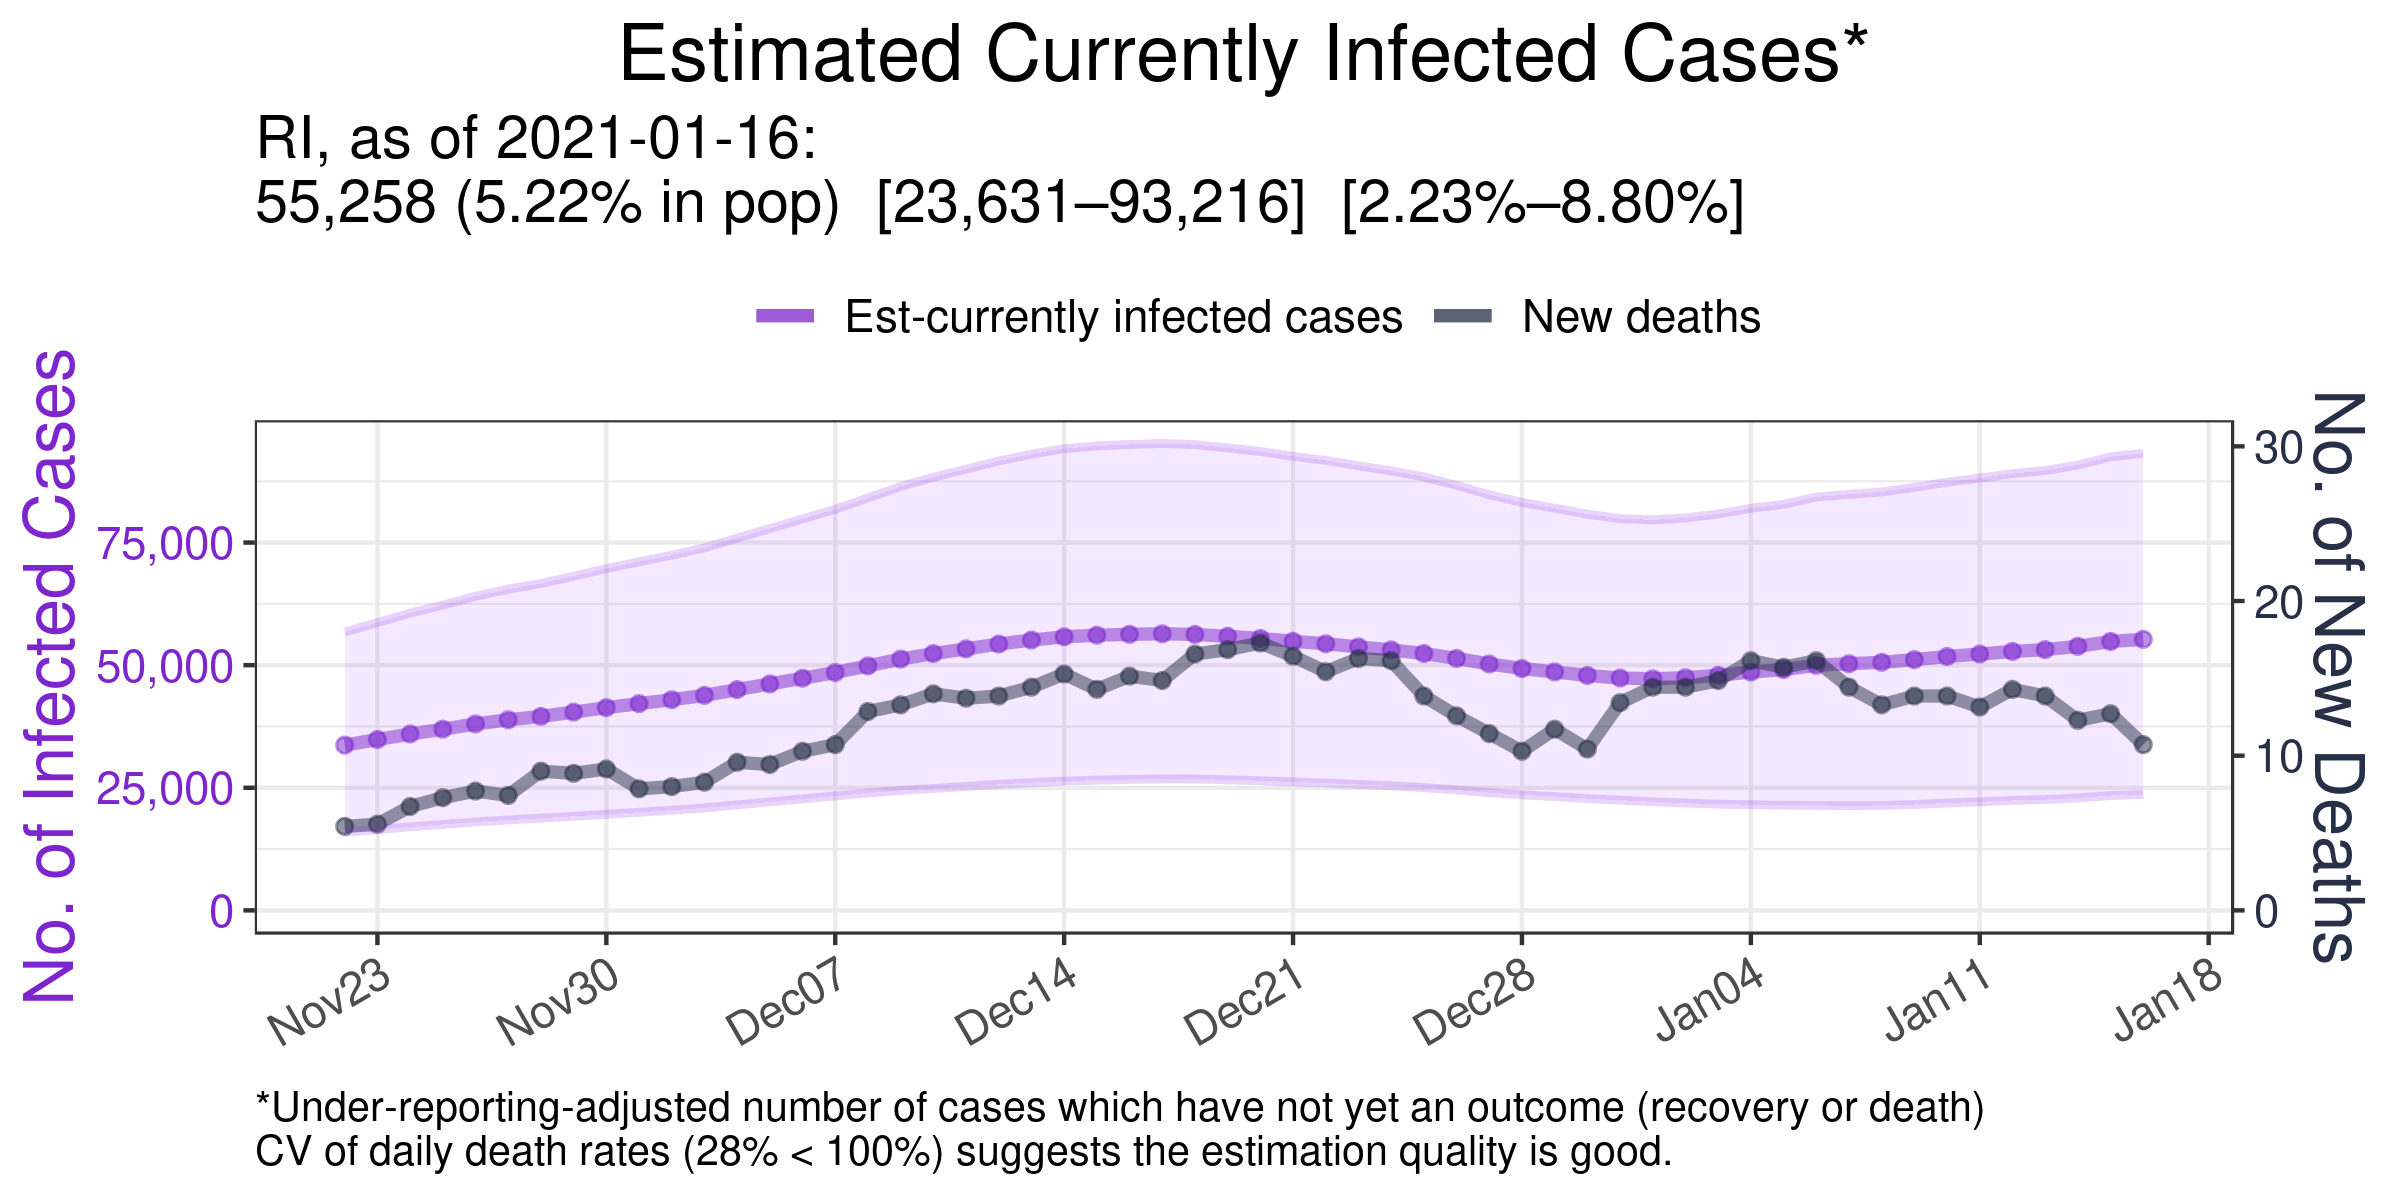 Estimated Currently Infected Cases*
RI, as of 2021-01-16:
55,258 (5.22% in pop)  [23,631–93,216]  [2.23%–8.80%]
Est-currently infected cases
New deaths
No. of Infected Cases
75,000
50,000
25,000
0
30
20
10
0
No. of New Deaths
Nov23
Nov30
Dec07
Dec14
Dec21
Dec28
Jan04
Jan11
Jan18
*Under-reporting-adjusted number of cases which have not yet an outcome (recovery or death)
CV of daily death rates (28% < 100%) suggests the estimation quality is good.